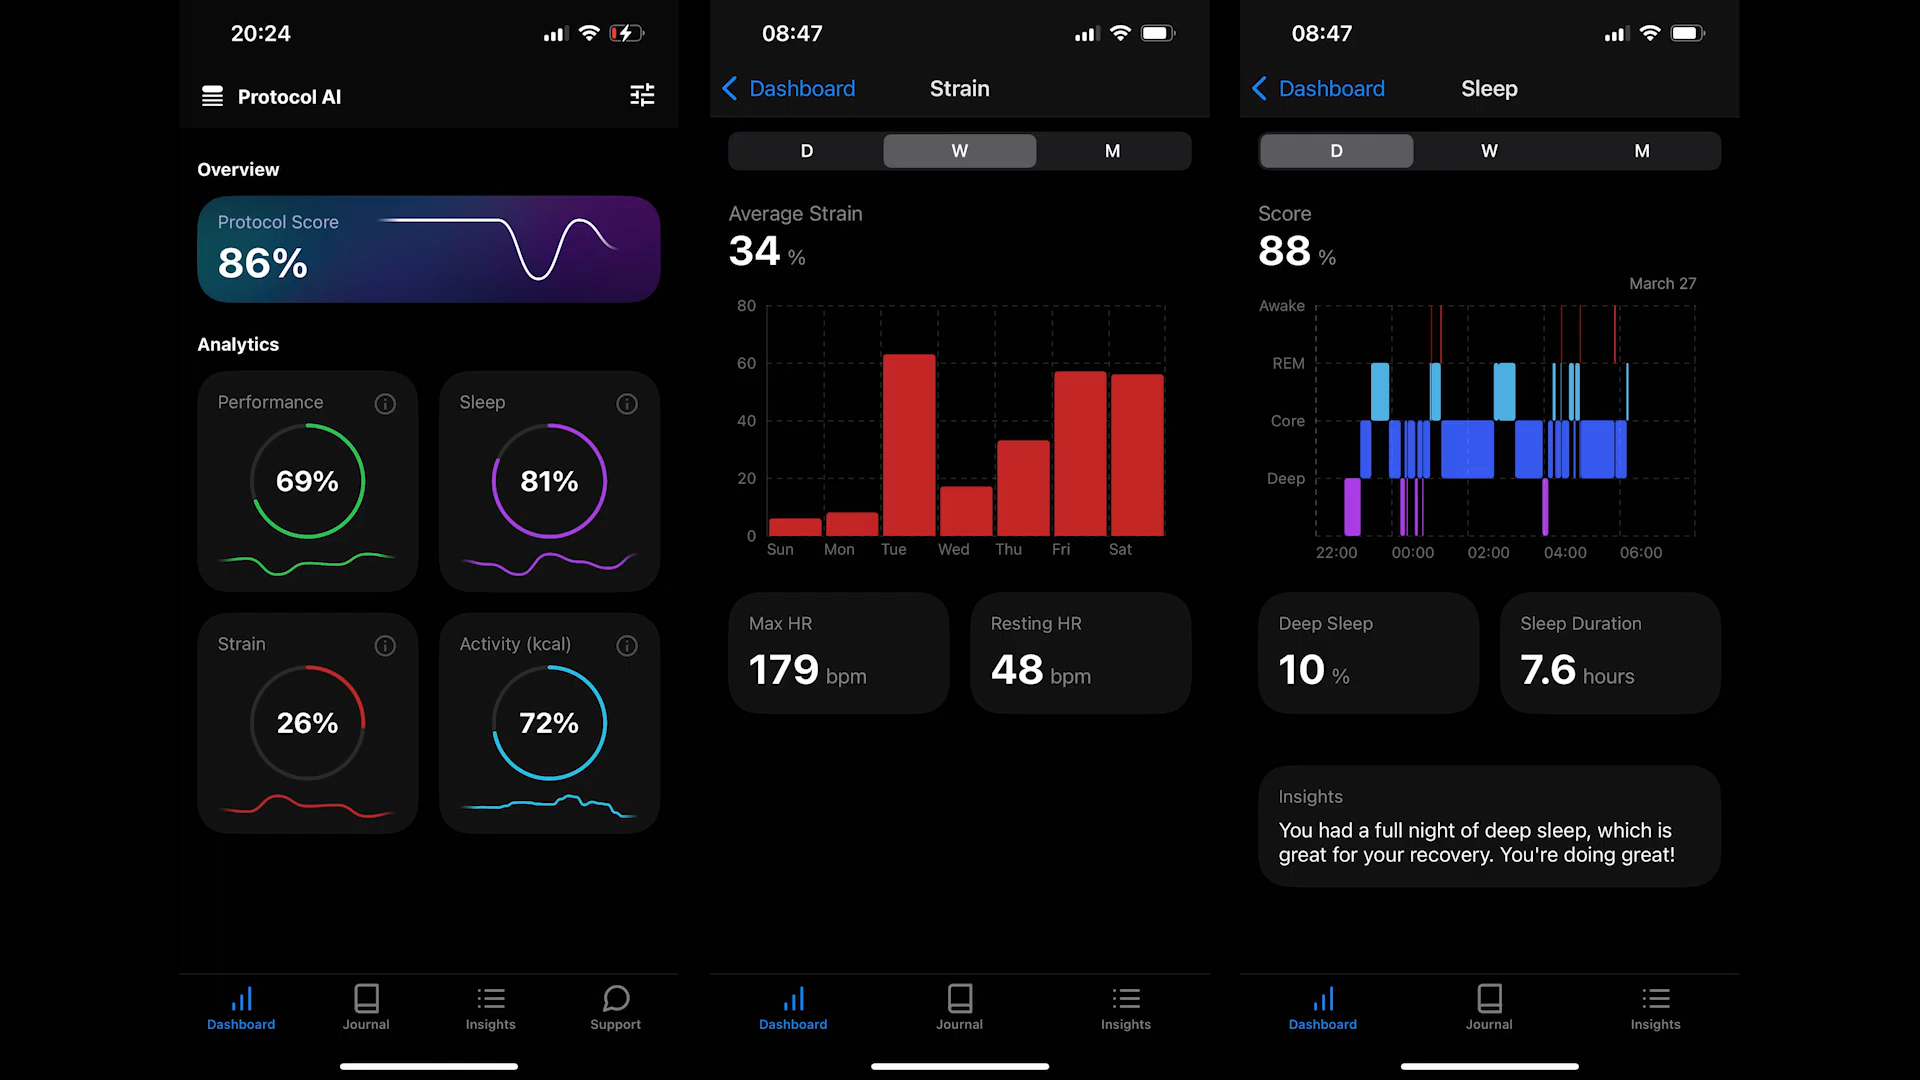 20:24
Protocol AI
Overview
Protocol Score
86%
Analytics
Performance
69%
Sleep
81%
Strain
26%
Activity (kcal)
72%
Dashboard
Journal
Insights
Support
08:47
Dashboard
Strain
D W M
Average Strain
34 %
80
60
40
20
0
Sun Mon Tue Wed Thu Fri Sat
Max HR
179 bpm
Resting HR
48 bpm
Dashboard
Journal
Insights
08:47
Dashboard
Sleep
D W M
Score
88 %
March 27
Awake
REM
Core
Deep
22:00 00:00 02:00 04:00 06:00
Deep Sleep
10 %
Sleep Duration
7.6 hours
Insights
You had a full night of deep sleep, which is
great for your recovery. You're doing great!
Dashboard
Journal
Insights